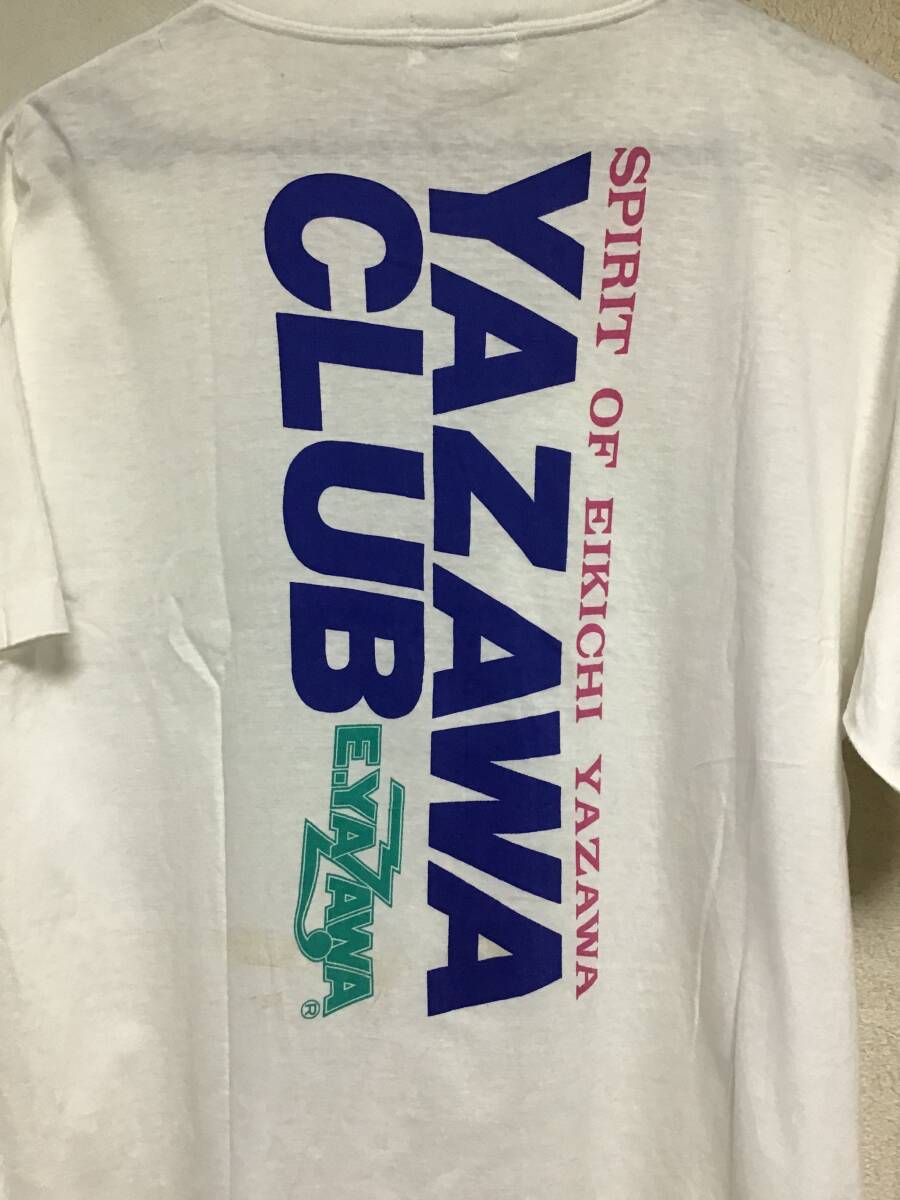 SPIRIT OF EIKICHI YAZAWA
YAZAWA
CLUB
E.YAZAWA
®